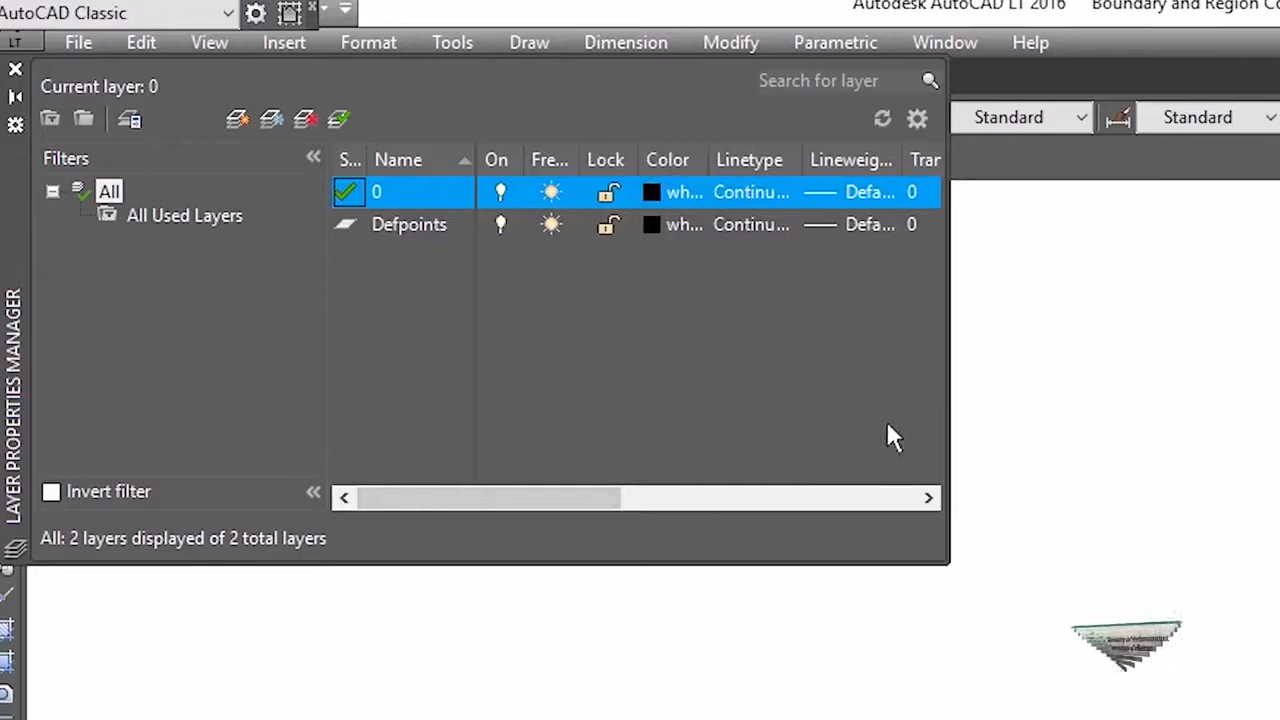 AutoCAD Classic
Autodesk AutoCAD LT 2016 Boundary and Region Co
LT File Edit View Insert Format Tools Draw Dimension Modify Parametric Window Help
Current layer: 0
Search for layer
Standard Standard
Filters
S... Name On Fre... Lock Color Linetype Lineweig... Tran
All
0 wh... Continu... Defa... 0
All Used Layers
Defpoints wh... Continu... Defa... 0
LAYER PROPERTIES MANAGER
Invert filter
All: 2 layers displayed of 2 total layers